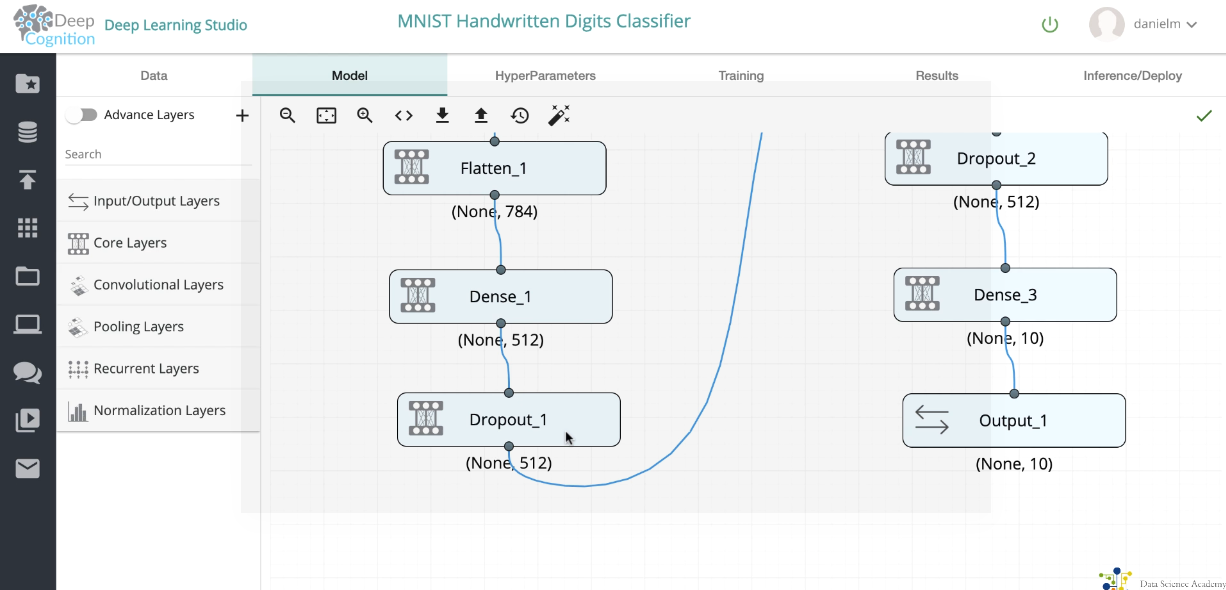 Deep Cognition
Deep Learning Studio
MNIST Handwritten Digits Classifier
danielm
Data
Model
HyperParameters
Training
Results
Inference/Deploy
Advance Layers
Search
Input/Output Layers
Core Layers
Convolutional Layers
Pooling Layers
Recurrent Layers
Normalization Layers
Flatten_1
(None, 784)
Dense_1
(None, 512)
Dropout_1
(None, 512)
Dropout_2
(None, 512)
Dense_3
(None, 10)
Output_1
(None, 10)
Data Science Academy